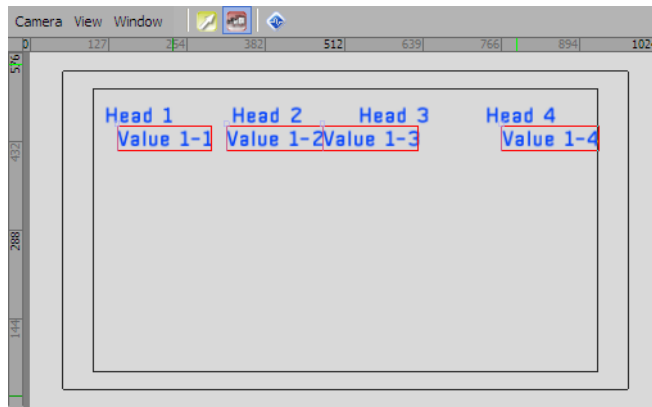 Camera View Window
0 127 254 382 512 639 766 894 1024
576
432
288
144
Head 1 Head 2 Head 3 Head 4
Value 1-1 Value 1-2 Value 1-3 Value 1-4